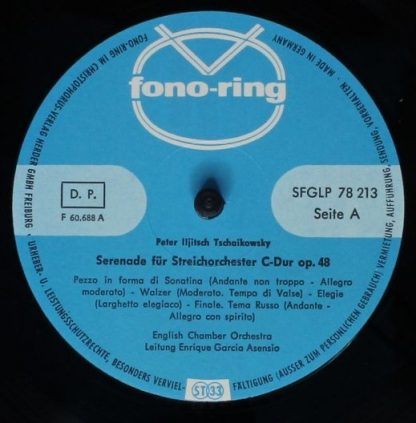 fono-ring
D. P.
F 60.688 A
SFGLP 78 213
Seite A
Peter Iljitsch Tschaikowsky
Serenade für Streichorchester C-Dur op. 48
Pezzo in forma di Sonatina (Andante non troppo - Allegro
moderato) - Walzer (Moderato. Tempo di Valse) - Elegie
(Larghetto elegiaco) - Finale. Tema Russo (Andante -
Allegro con spirito)
English Chamber Orchestra
Leitung Enrique Garcia Asensio
FONO-RING IM CHRISTOPHORUS-VERLAG HERDER GMBH FREIBURG · URHEBER- U. LEISTUNGSSCHUTZRECHTE, BESONDERS VERVIEL- ST 33 FÄLTIGUNG (AUSSER ZUM PERSÖNLICHEN GEBRAUCH) VERMIETUNG, AUFFÜHRUNG, SENDUNG, VORBEHALTEN · MADE IN GERMANY